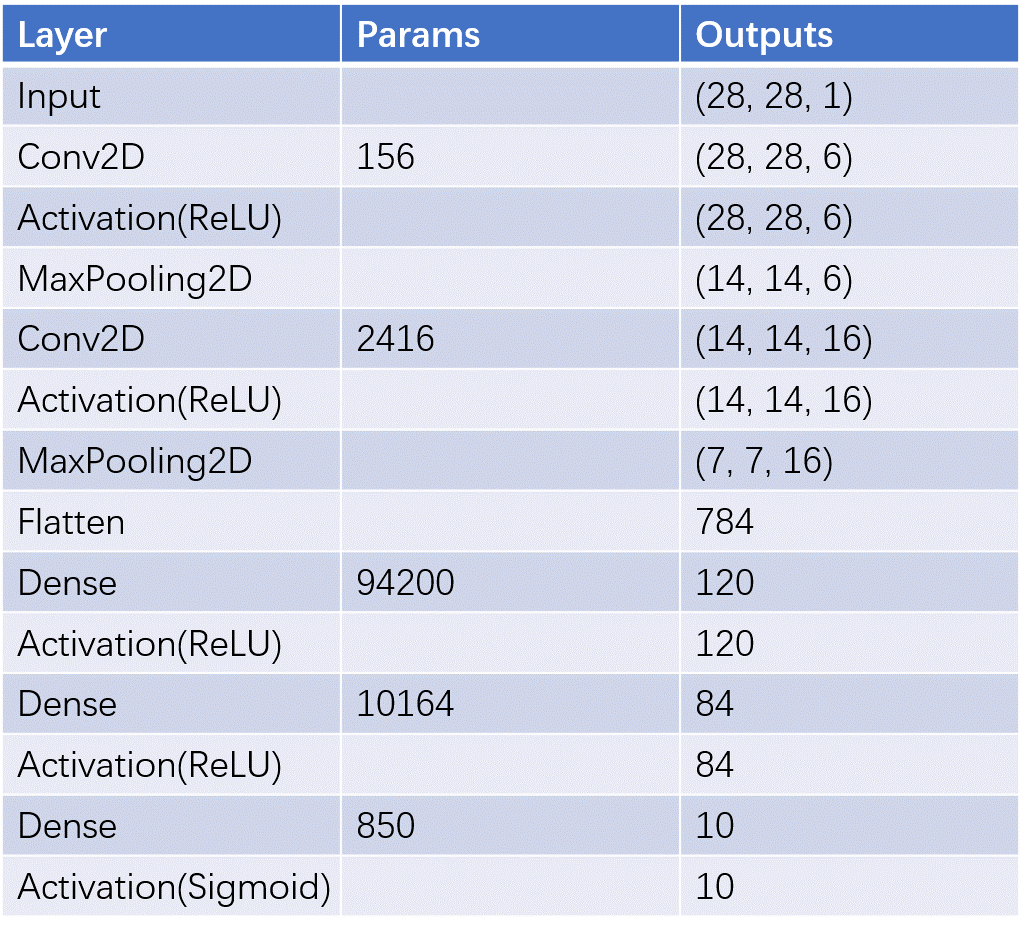 Layer Params Outputs
Input (28, 28, 1)
Conv2D 156 (28, 28, 6)
Activation(ReLU) (28, 28, 6)
MaxPooling2D (14, 14, 6)
Conv2D 2416 (14, 14, 16)
Activation(ReLU) (14, 14, 16)
MaxPooling2D (7, 7, 16)
Flatten 784
Dense 94200 120
Activation(ReLU) 120
Dense 10164 84
Activation(ReLU) 84
Dense 850 10
Activation(Sigmoid) 10